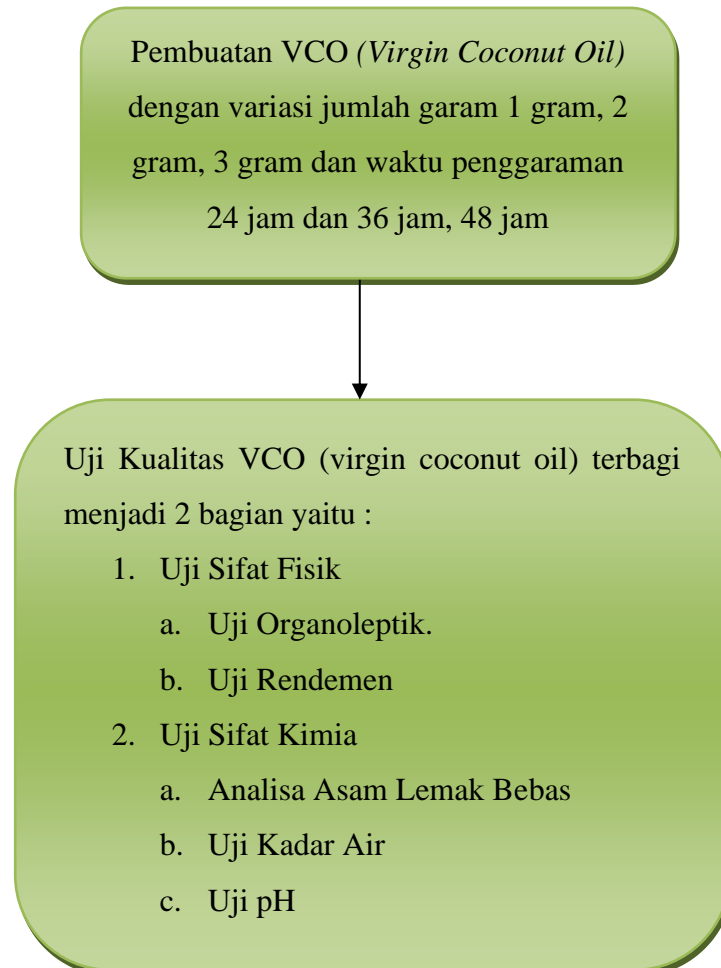 Pembuatan VCO (Virgin Coconut Oil)
dengan variasi jumlah garam 1 gram, 2
gram, 3 gram dan waktu penggaraman
24 jam dan 36 jam, 48 jam
Uji Kualitas VCO (virgin coconut oil) terbagi
menjadi 2 bagian yaitu :
1. Uji Sifat Fisik
a. Uji Organoleptik.
b. Uji Rendemen
2. Uji Sifat Kimia
a. Analisa Asam Lemak Bebas
b. Uji Kadar Air
c. Uji pH